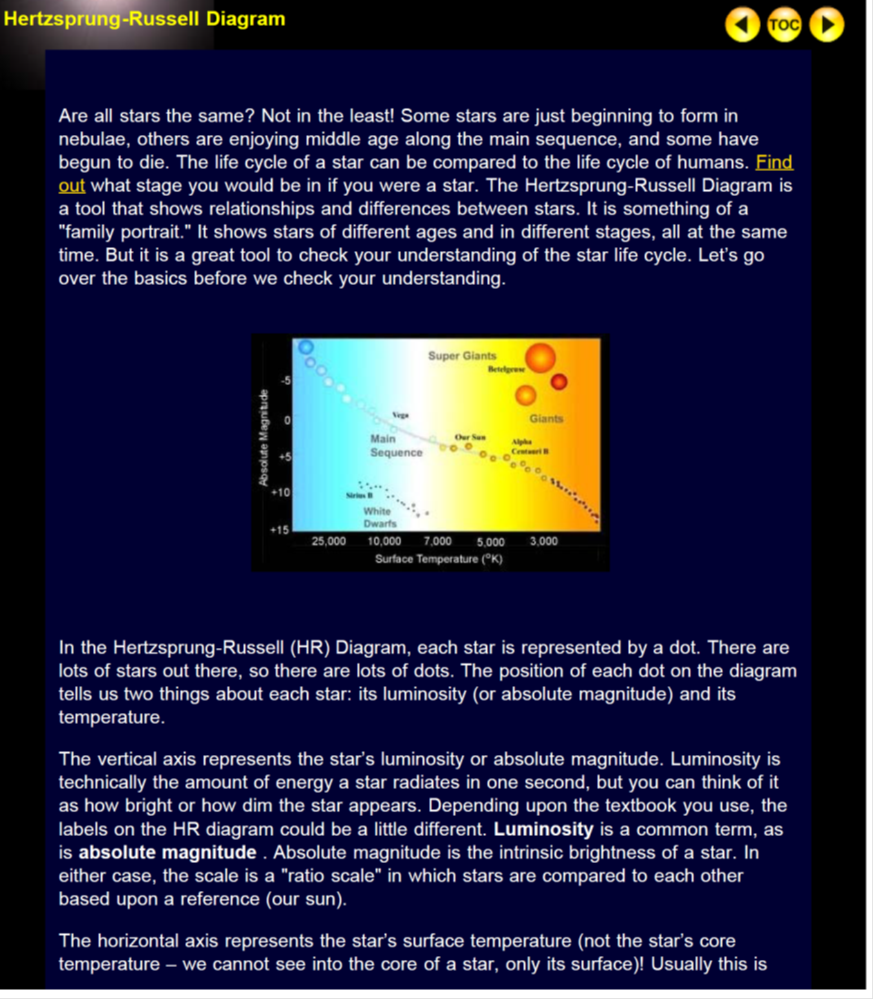 Hertzsprung-Russell Diagram
TOC
Are all stars the same? Not in the least! Some stars are just beginning to form in
nebulae, others are enjoying middle age along the main sequence, and some have
begun to die. The life cycle of a star can be compared to the life cycle of humans. Find
out what stage you would be in if you were a star. The Hertzsprung-Russell Diagram is
a tool that shows relationships and differences between stars. It is something of a
"family portrait." It shows stars of different ages and in different stages, all at the same
time. But it is a great tool to check your understanding of the star life cycle. Let’s go
over the basics before we check your understanding.
Absolute Magnitude
-5
0
+5
+10
+15
Super Giants
Betelgeuse
Giants
Vega
Main
Sequence
Our Sun
Alpha
Centauri B
Sirius B
White
Dwarfs
25,000 10,000 7,000 5,000 3,000
Surface Temperature (ºK)
In the Hertzsprung-Russell (HR) Diagram, each star is represented by a dot. There are
lots of stars out there, so there are lots of dots. The position of each dot on the diagram
tells us two things about each star: its luminosity (or absolute magnitude) and its
temperature.
The vertical axis represents the star’s luminosity or absolute magnitude. Luminosity is
technically the amount of energy a star radiates in one second, but you can think of it
as how bright or how dim the star appears. Depending upon the textbook you use, the
labels on the HR diagram could be a little different. Luminosity is a common term, as
is absolute magnitude . Absolute magnitude is the intrinsic brightness of a star. In
either case, the scale is a "ratio scale" in which stars are compared to each other
based upon a reference (our sun).
The horizontal axis represents the star’s surface temperature (not the star’s core
temperature – we cannot see into the core of a star, only its surface)! Usually this is